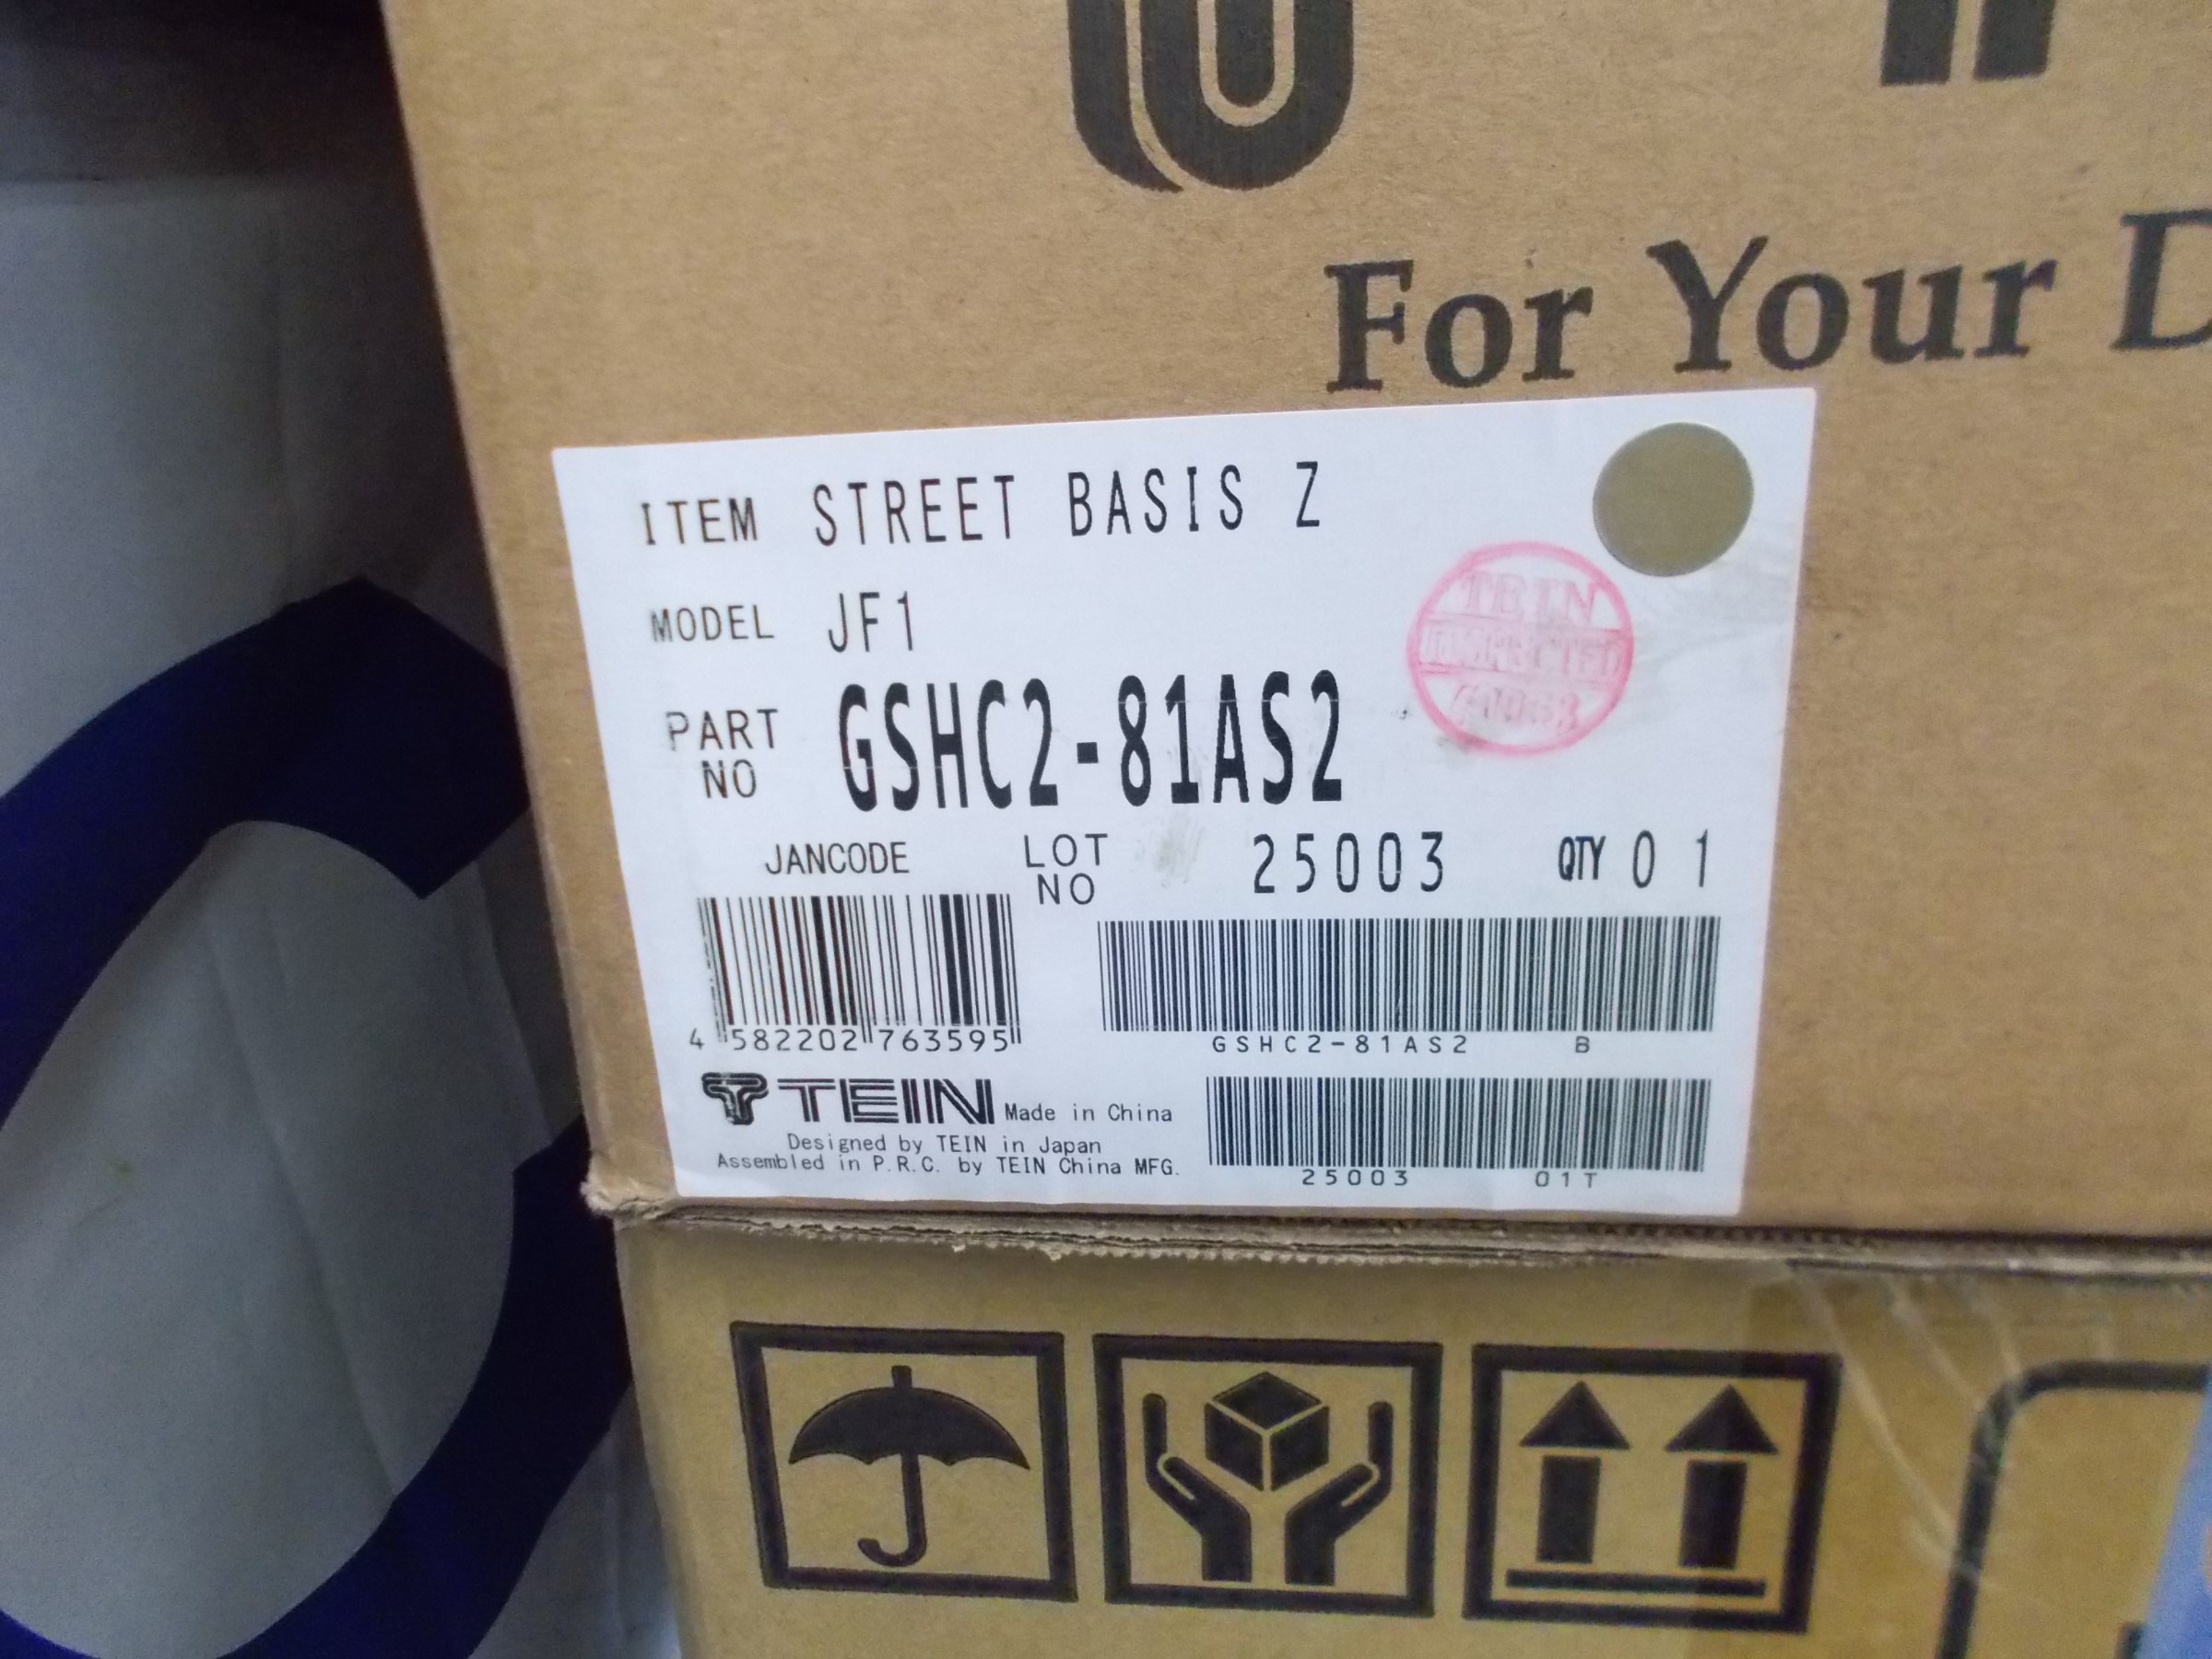 For Your D
ITEM STREET BASIS Z
MODEL JF1
TEIN
INSPECTED
PART NO GSHC2-81AS2
JANCODE LOT NO 25003 QTY 01
4 582202 763595
GSHC2-81AS2 B
TEIN Made in China
Designed by TEIN in Japan
Assembled in P.R.C. by TEIN China MFG.
25003 01T